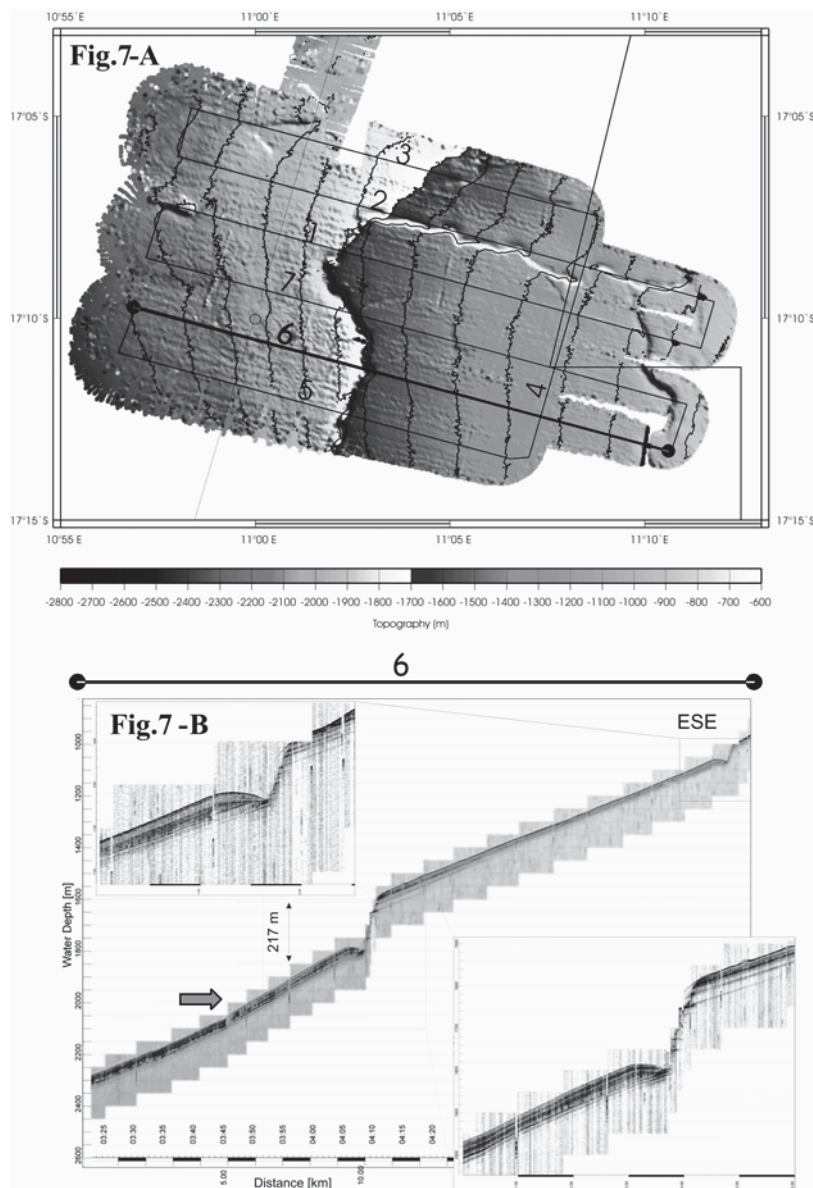 10˚55´E 11˚00´E 11˚05´E 11˚10´E
Fig.7-A
17˚05´S 17˚05´S
3
2
1
7
17˚10´S 17˚10´S
6
4
5
17˚15´S 17˚15´S
10˚55´E 11˚00´E 11˚05´E 11˚10´E
-2800 -2700 -2600 -2500 -2400 -2300 -2200 -2100 -2000 -1900 -1800 -1700 -1600 -1500 -1400 -1300 -1200 -1100 -1000 -900 -800 -700 -600
Topography (m)
6
Fig.7 -B
ESE
1000
1200
1400
1600
1800
2000
2200
2400
2600
Water Depth [m]
217 m
03:25 03:30 03:35 03:40 03:45 03:50 03:55 04:00 04:05 04:10 04:15 04:20
5.00 10.00
Distance [km]